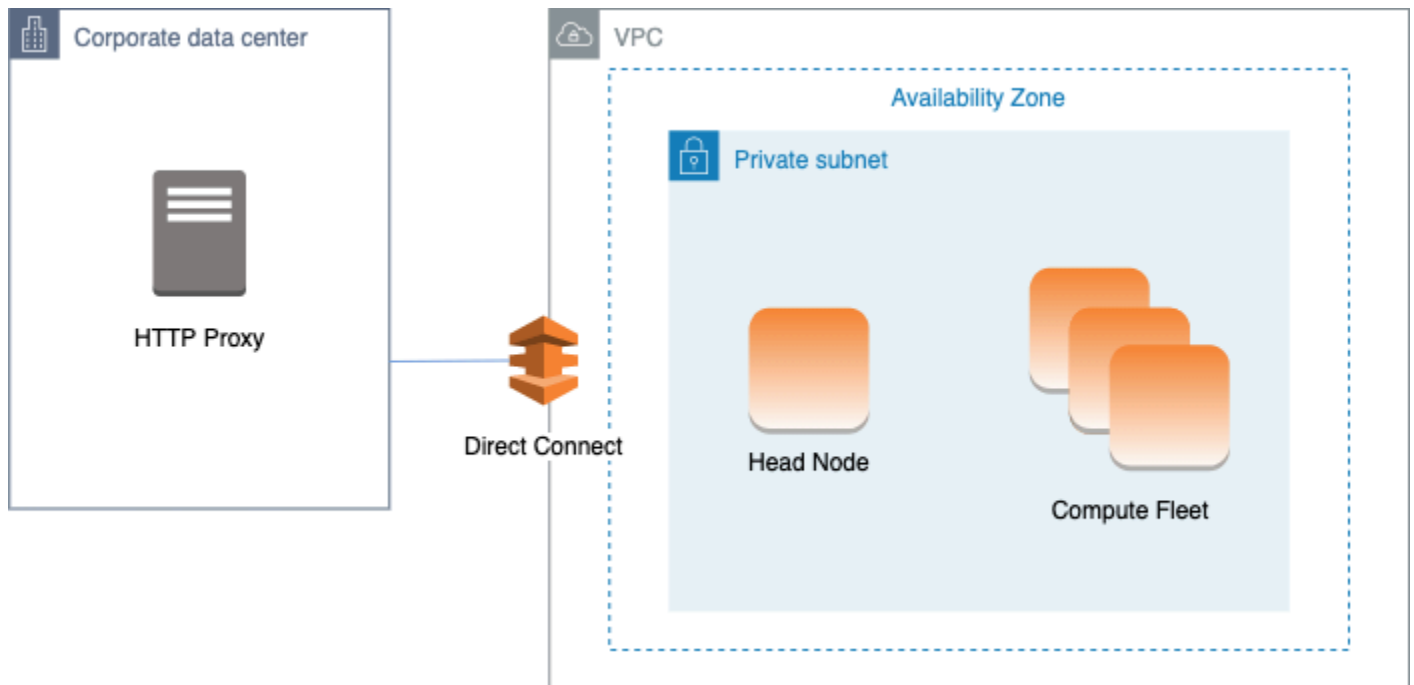 Corporate data center
VPC
Availability Zone
Private subnet
HTTP Proxy
Direct Connect
Head Node
Compute Fleet